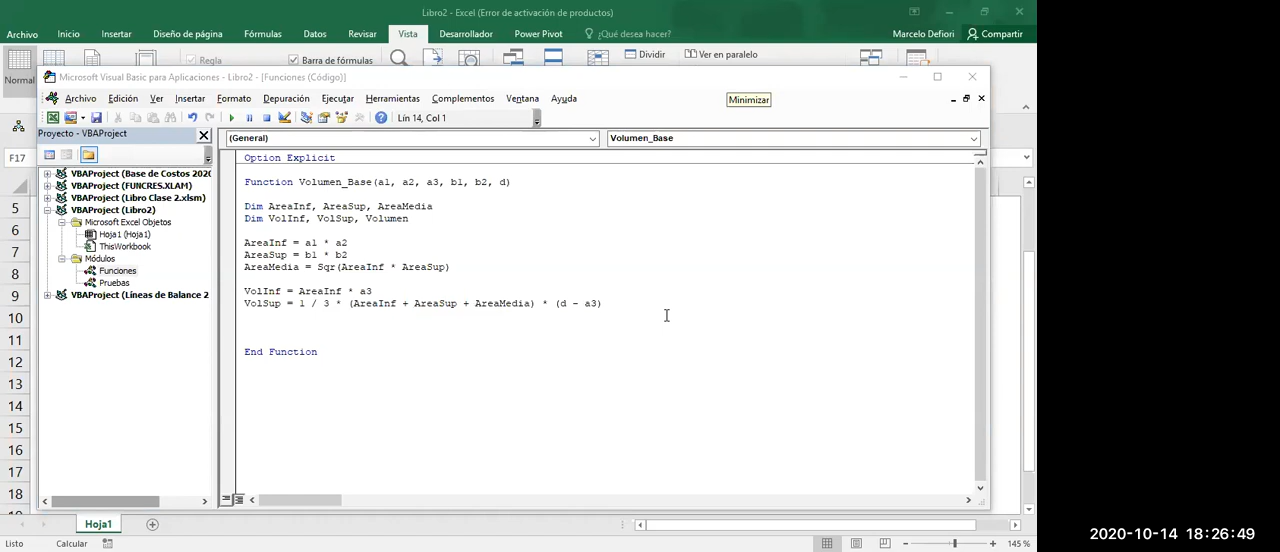 Libro2 - Excel (Error de activación de productos)
Archivo Inicio Insertar Diseño de página Fórmulas Datos Revisar Vista Desarrollador Power Pivot ¿Qué desea hacer? Marcelo Defiori Compartir
Normal Regla Barra de fórmulas Dividir Ver en paralelo
Microsoft Visual Basic para Aplicaciones - Libro2 - [Funciones (Código)]
Archivo Edición Ver Insertar Formato Depuración Ejecutar Herramientas Complementos Ventana Ayuda
Minimizar
Lín 14, Col 1
Proyecto - VBAProject
(General) Volumen_Base
F17
VBAProject (Base de Costos 2020
VBAProject (FUNCRES.XLAM)
VBAProject (Libro Clase 2.xlsm)
VBAProject (Libro2)
Microsoft Excel Objetos
Hoja1 (Hoja1)
ThisWorkbook
Módulos
Funciones
Pruebas
VBAProject (Líneas de Balance 2
Option Explicit
Function Volumen_Base(a1, a2, a3, b1, b2, d)
Dim AreaInf, AreaSup, AreaMedia
Dim VolInf, VolSup, Volumen
AreaInf = a1 * a2
AreaSup = b1 * b2
AreaMedia = Sqr(AreaInf * AreaSup)
VolInf = AreaInf * a3
VolSup = 1 / 3 * (AreaInf + AreaSup + AreaMedia) * (d - a3)
End Function
5
6
7
8
9
10
11
12
13
14
15
16
17
18
Hoja1
Listo Calcular 145 %
2020-10-14 18:26:49